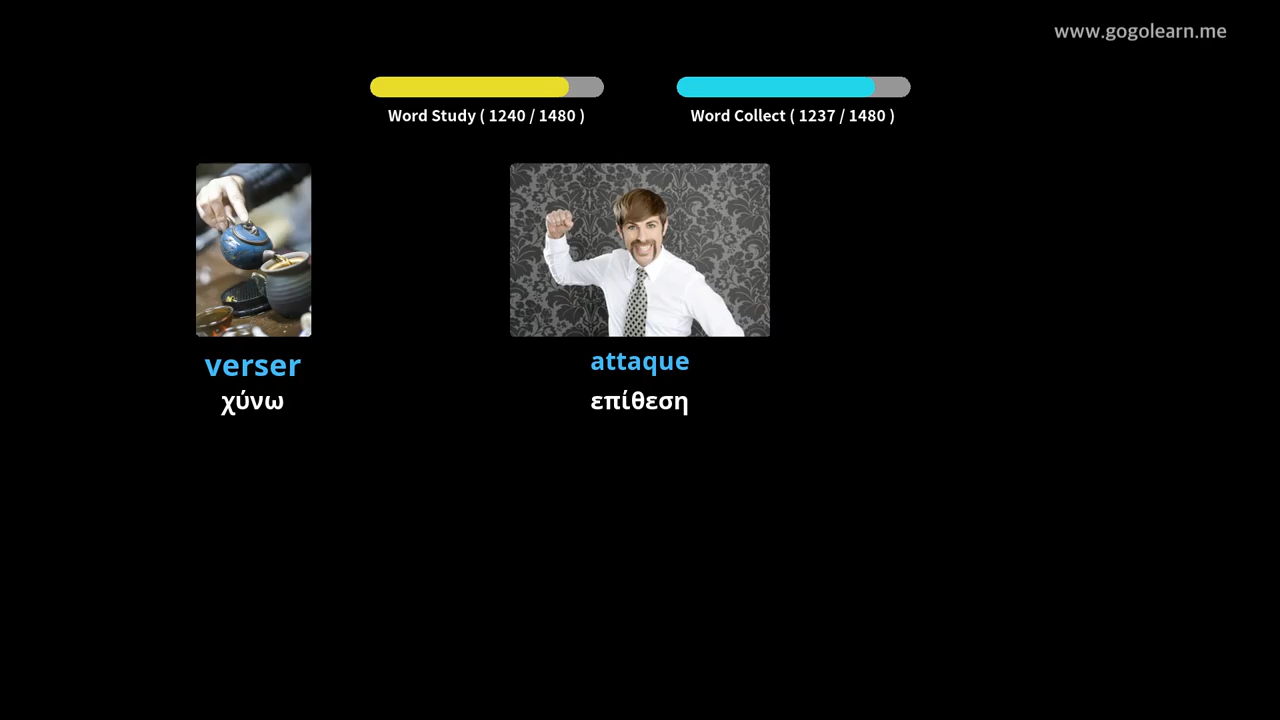 www.gogolearn.me
Word Study ( 1240 / 1480 )
Word Collect ( 1237 / 1480 )
verser
χύνω
attaque
επίθεση